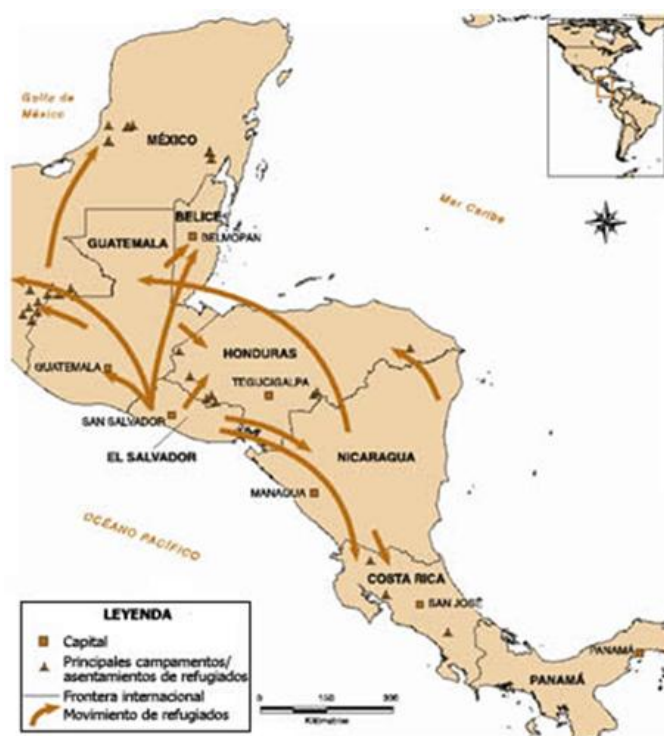 Golfo de
México
MÉXICO
Mar Caribe
BELICE
BELMOPAN
GUATEMALA
HONDURAS
GUATEMALA
TEGUCIGALPA
SAN SALVADOR
EL SALVADOR
NICARAGUA
MANAGUA
OCÉANO PACÍFICO
COSTA RICA
SAN JOSÉ
PANAMÁ
PANAMÁ
LEYENDA
Capital
Principales campamentos/
asentamientos de refugiados
Frontera internacional
Movimiento de refugiados
0 150 300
Kilómetros